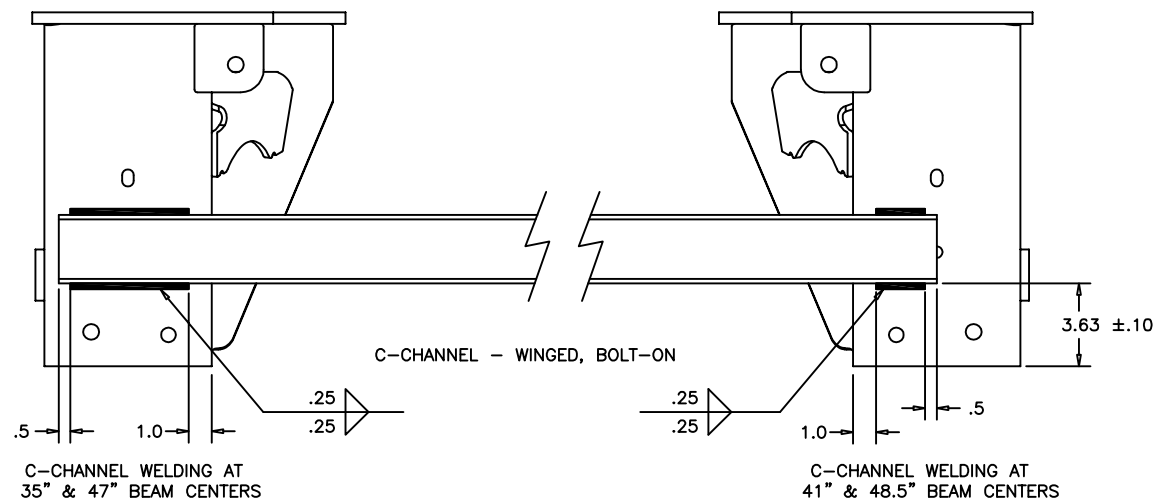 3.63 ±.10
C-CHANNEL - WINGED, BOLT-ON
.25
.25
.25
.25
.5
1.0
1.0
.5
C-CHANNEL WELDING AT
35" & 47" BEAM CENTERS
C-CHANNEL WELDING AT
41" & 48.5" BEAM CENTERS